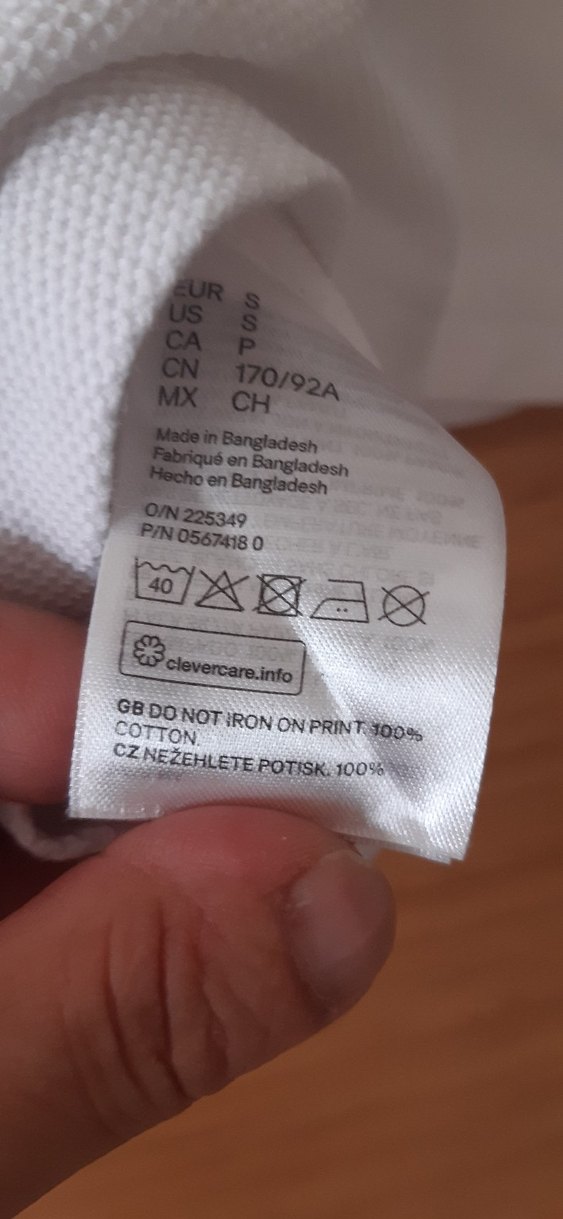 EUR S
US S
CA P
CN 170/92A
MX CH
Made in Bangladesh
Fabriqué en Bangladesh
Hecho en Bangladesh
O/N 225349
P/N 0567418 0
40
clevercare.info
GB DO NOT IRON ON PRINT. 100%
COTTON
CZ NEŽEHLETE POTISK. 100%